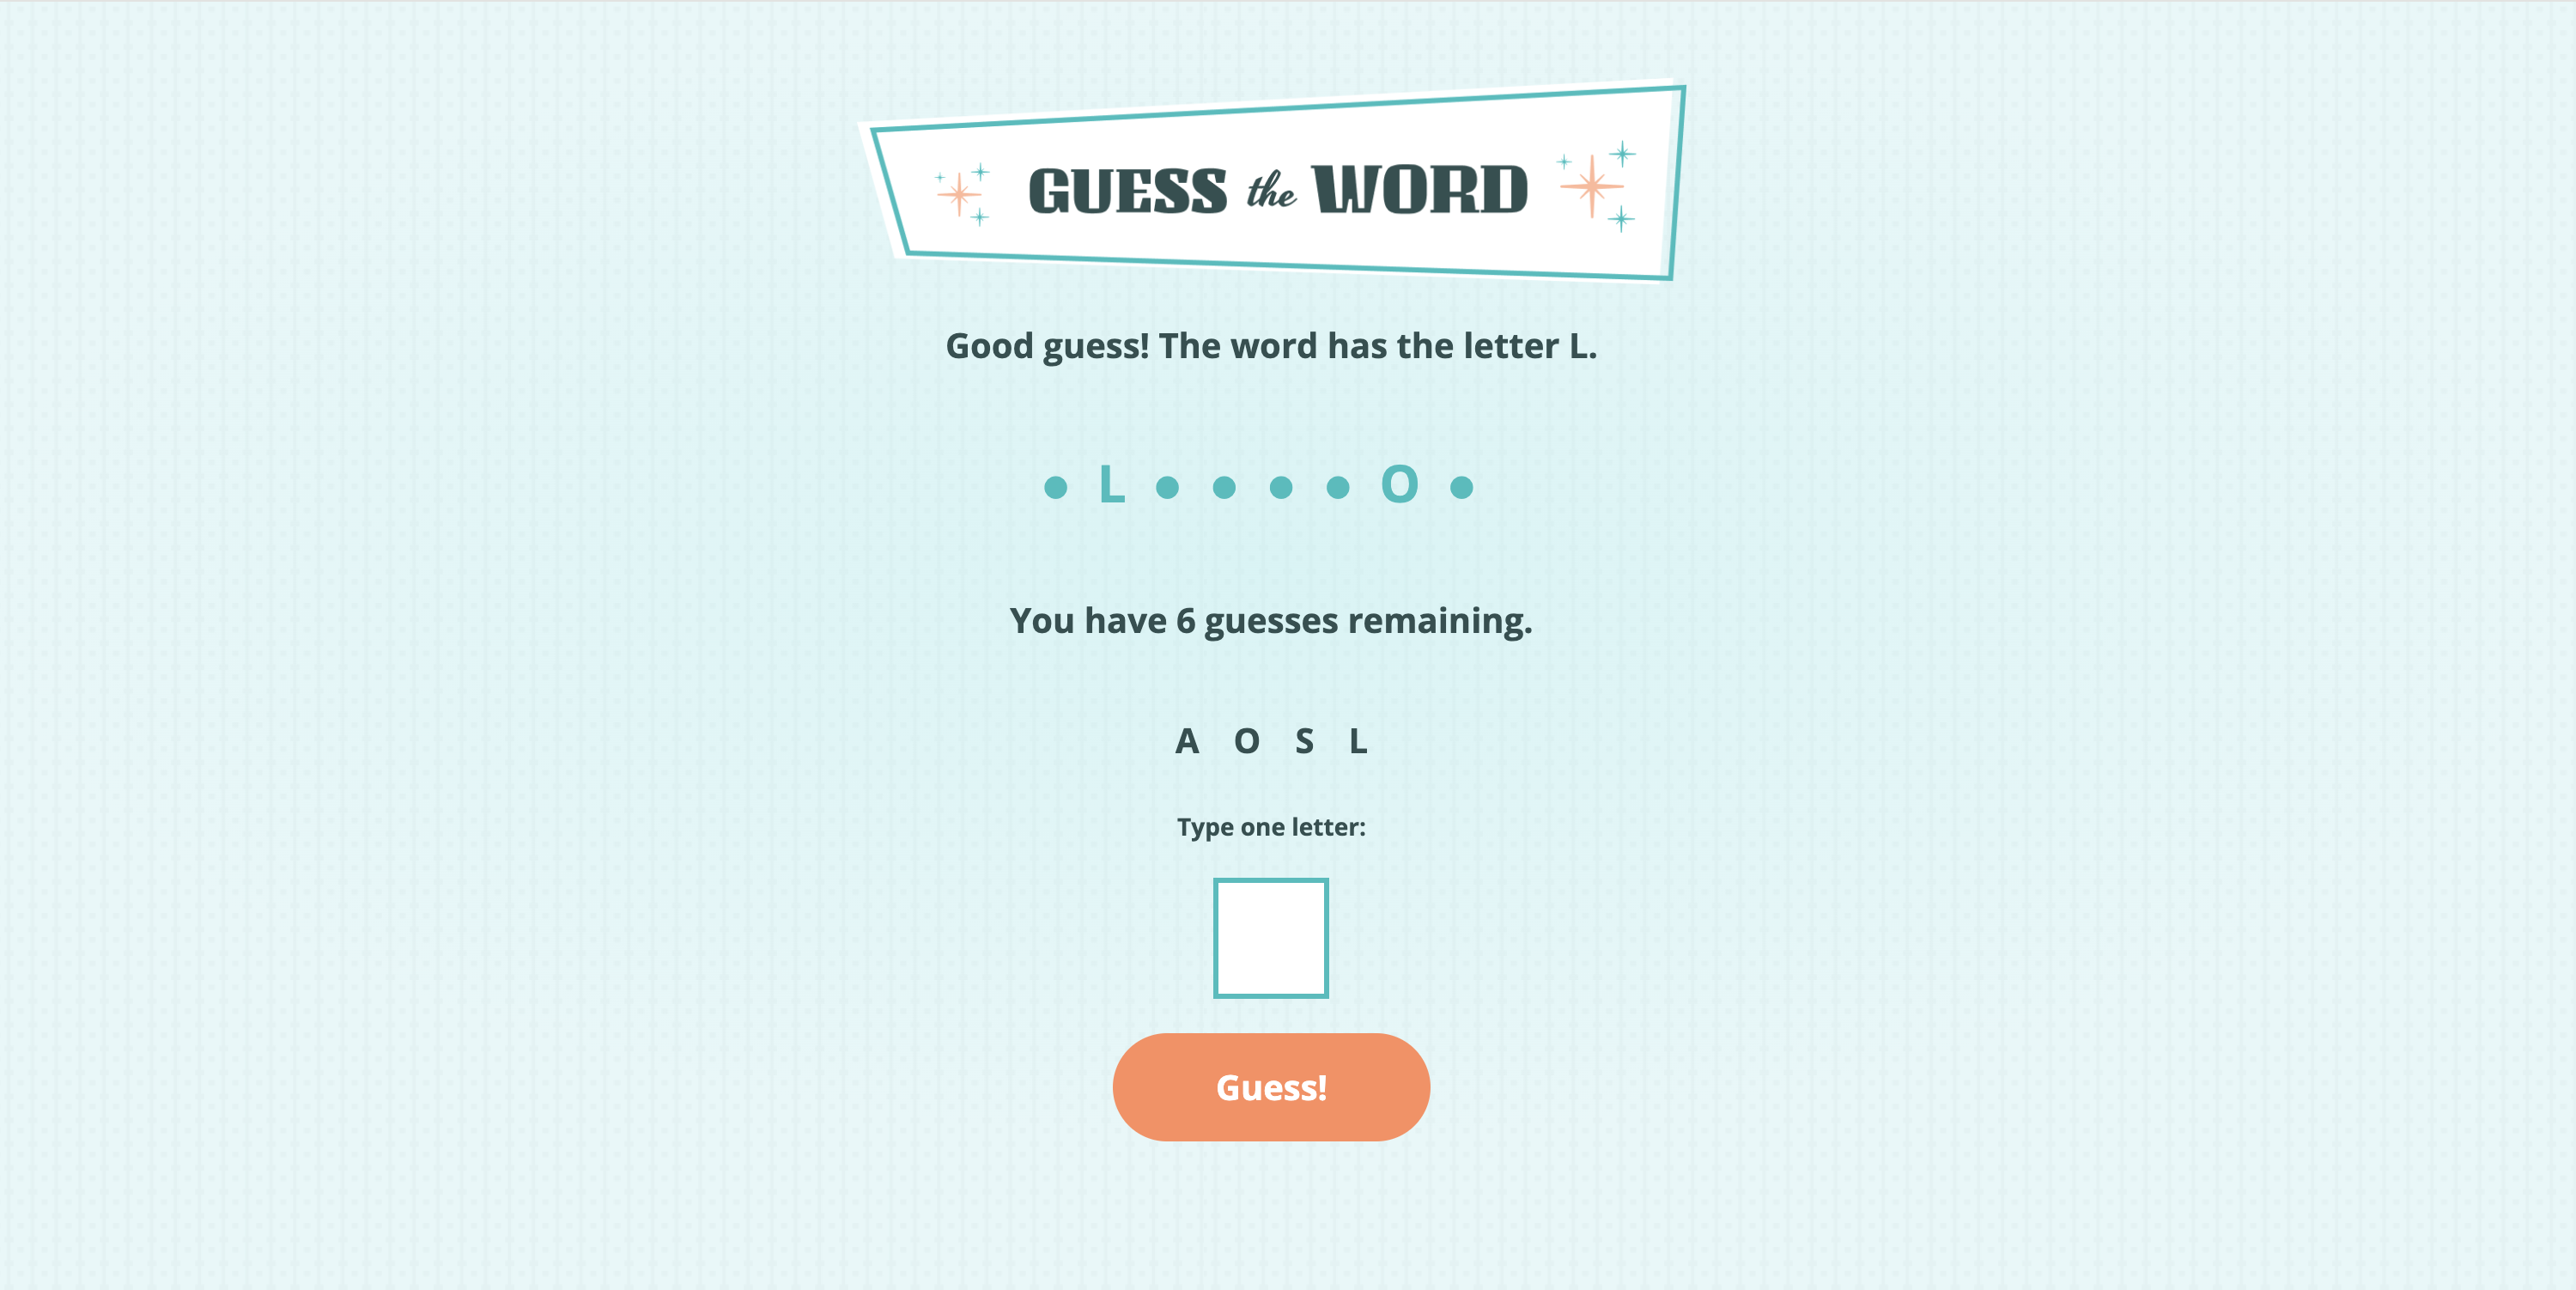 GUESS the WORD
Good guess! The word has the letter L.
● L ● ● ● ● O ●
You have 6 guesses remaining.
A O S L
Type one letter:
Guess!